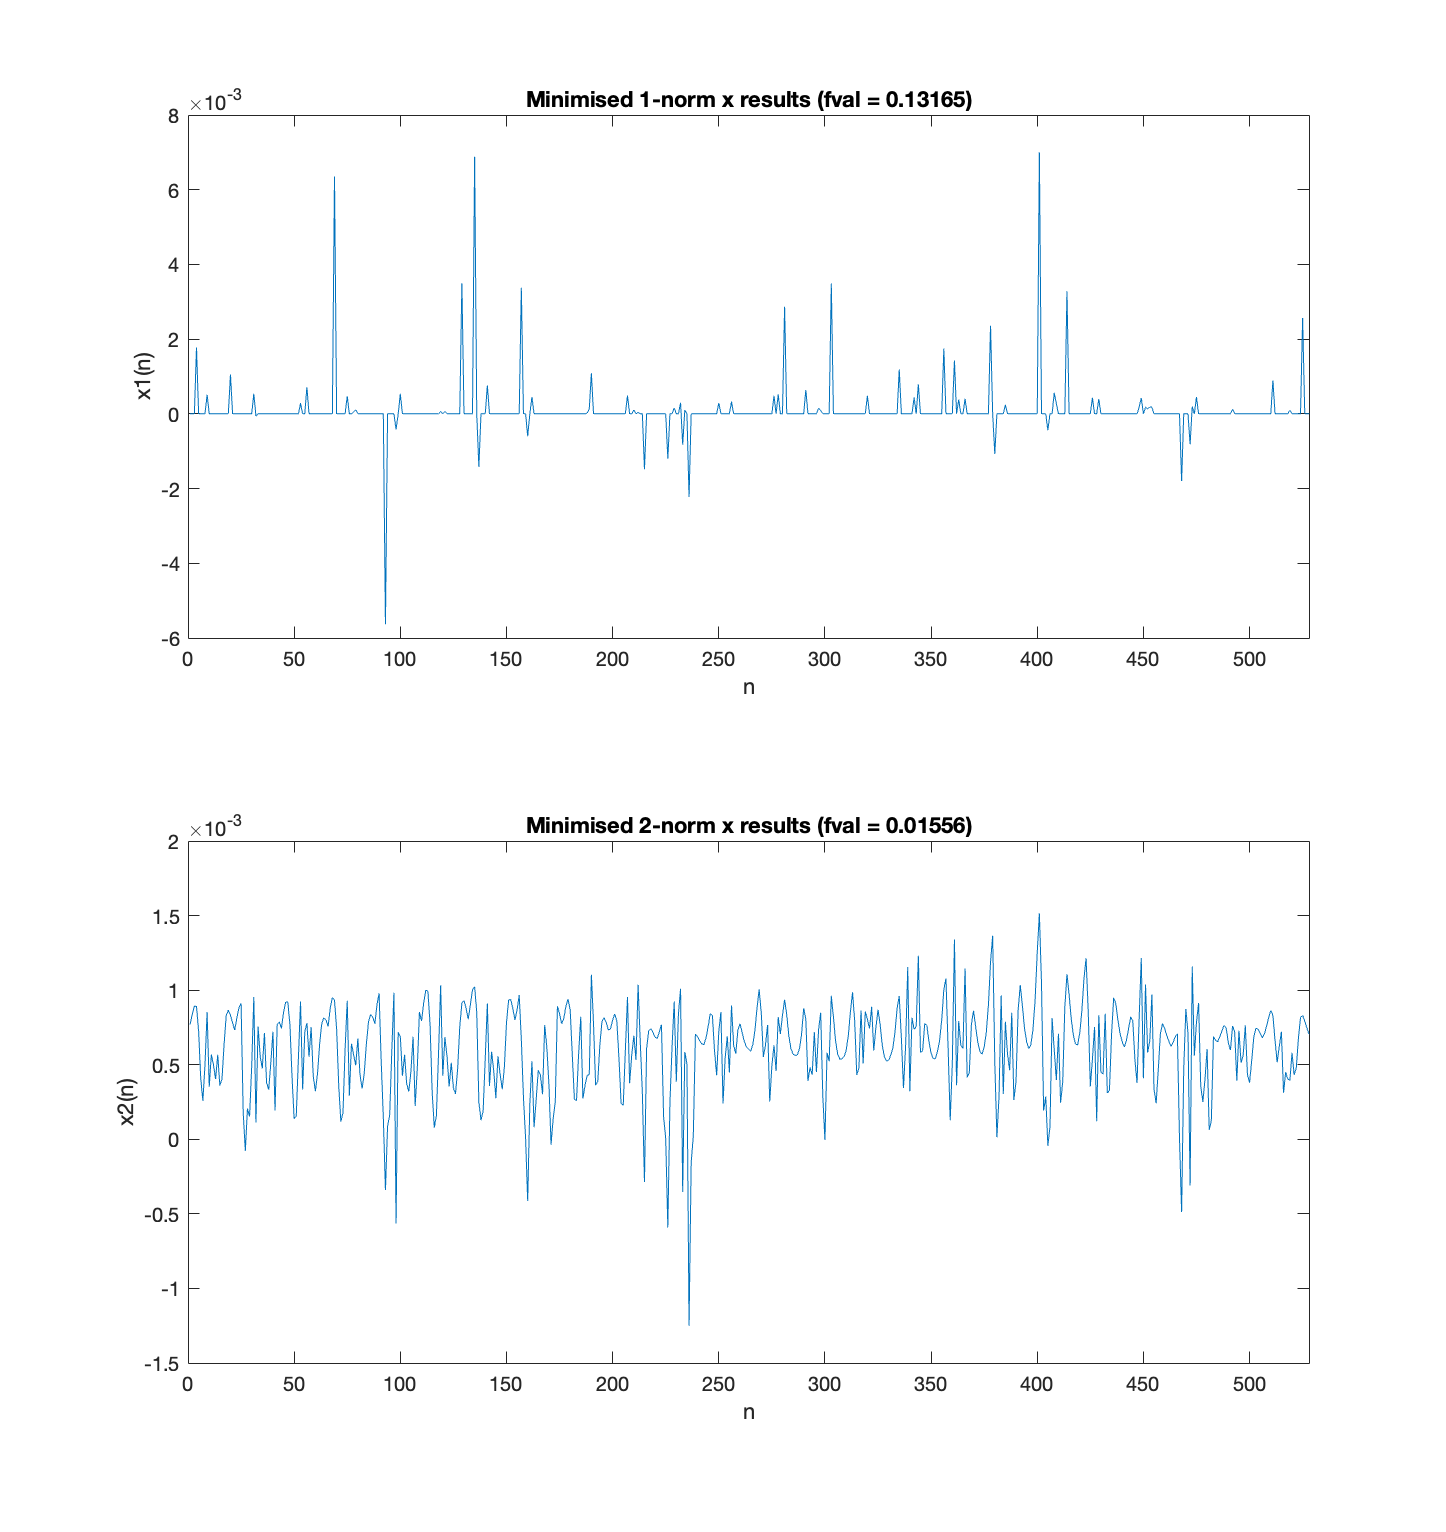 Minimised 1-norm x results (fval = 0.13165)
×10-3
8
6
4
2
0
-2
-4
-6
x1(n)
0 50 100 150 200 250 300 350 400 450 500
n
Minimised 2-norm x results (fval = 0.01556)
×10-3
2
1.5
1
0.5
0
-0.5
-1
-1.5
x2(n)
0 50 100 150 200 250 300 350 400 450 500
n